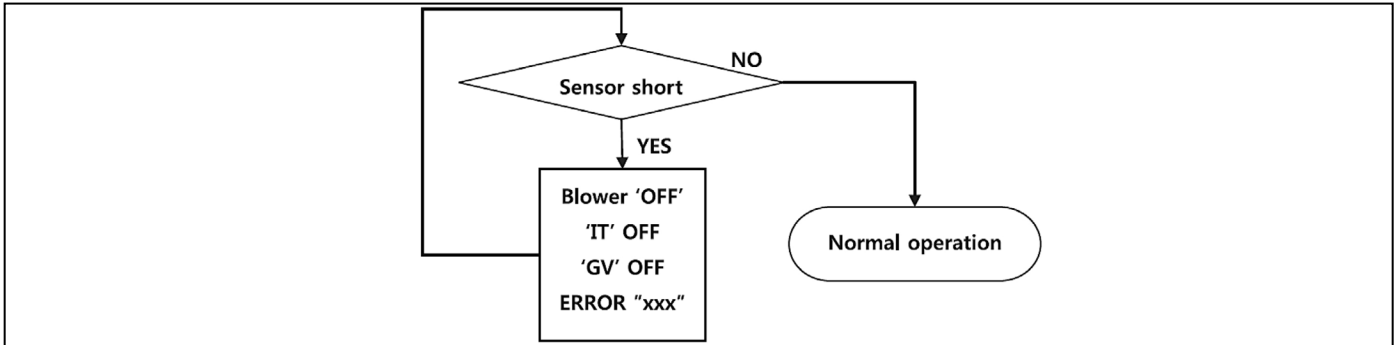 NO
Sensor short
YES
Blower ‘OFF’
‘IT’ OFF
‘GV’ OFF
ERROR "xxx"
Normal operation